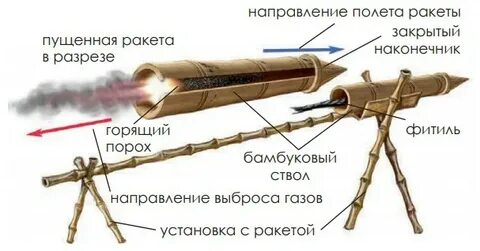 направление полета ракеты
пущенная ракета
в разрезе
закрытый
наконечник
горящий
порох
фитиль
бамбуковый
ствол
направление выброса газов
установка с ракетой